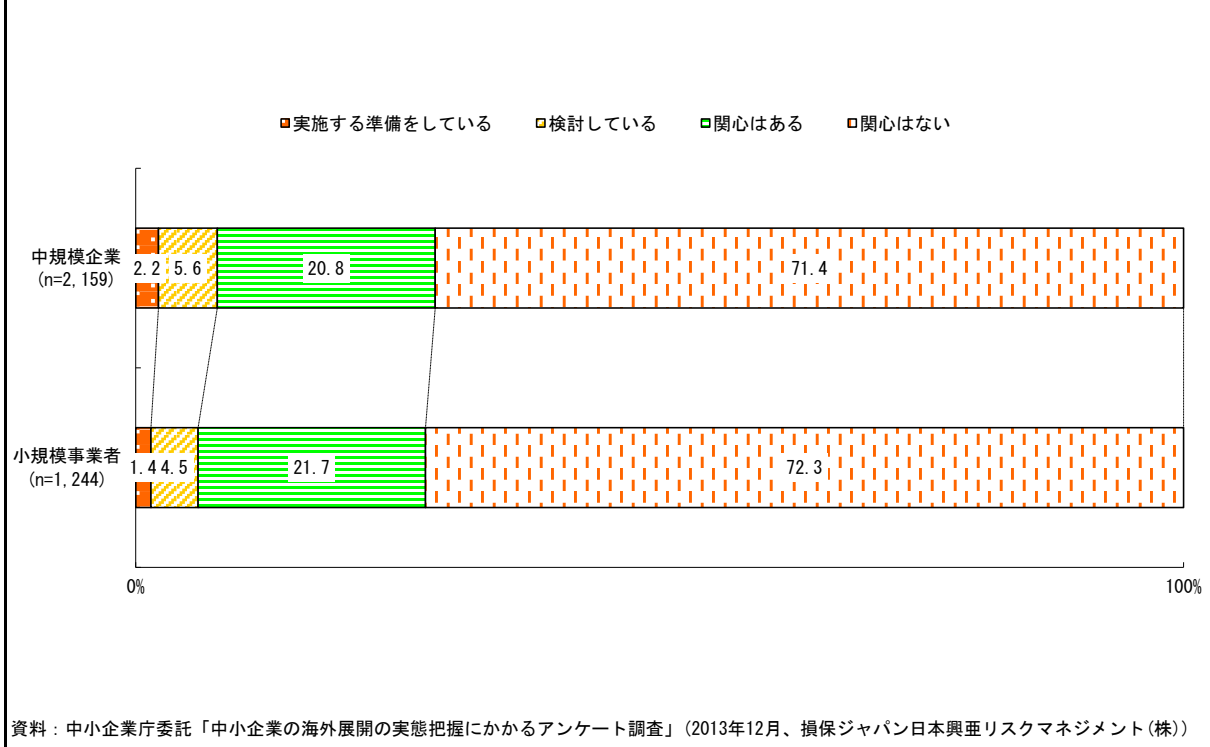 実施する準備をしている 検討している 関心はある 関心はない
中規模企業
(n=2,159)
2.2 5.6 20.8 71.4
小規模事業者
(n=1,244)
1.4 4.5 21.7 72.3
0% 100%
資料：中小企業庁委託「中小企業の海外展開の実態把握にかかるアンケート調査」(2013年12月、損保ジャパン日本興亜リスクマネジメント(株))